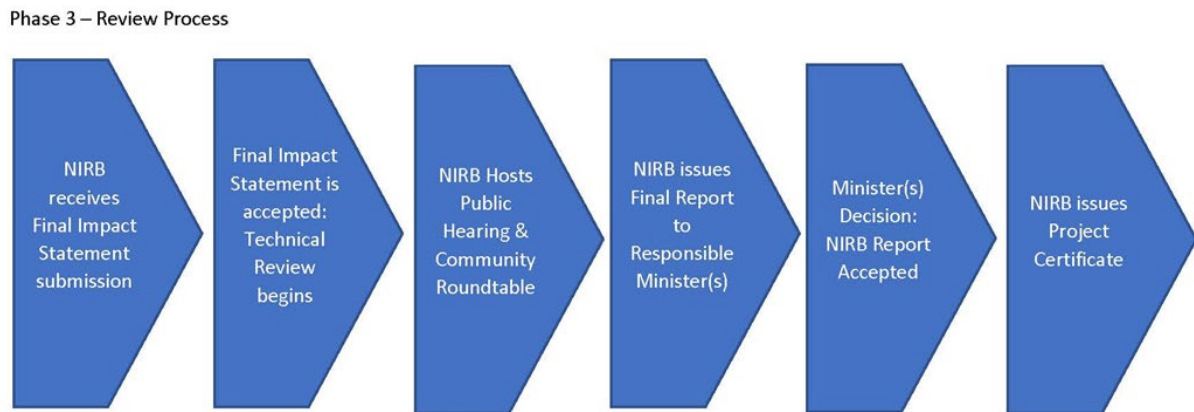 Phase 3 – Review Process
NIRB
receives
Final Impact
Statement
submission
Final Impact
Statement is
accepted:
Technical
Review
begins
NIRB Hosts
Public
Hearing &
Community
Roundtable
NIRB issues
Final Report
to
Responsible
Minister(s)
Minister(s)
Decision:
NIRB Report
Accepted
NIRB issues
Project
Certificate